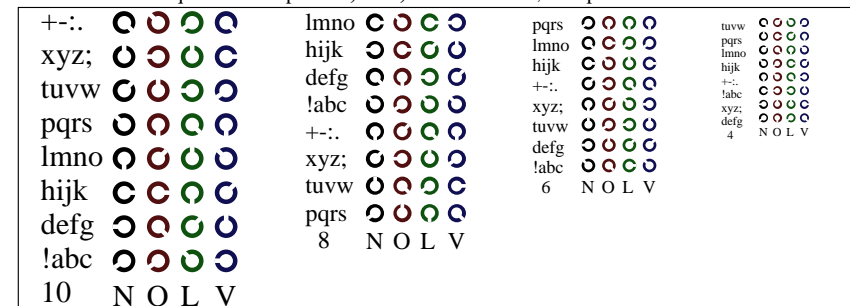 +-:.
xyz;
tuvw
pqrs
lmno
hijk
defg
!abc
10 N O L V
lmno
hijk
defg
!abc
+-:.
xyz;
tuvw
pqrs
8 N O L V
pqrs
lmno
hijk
+-:.
xyz;
tuvw
defg
!abc
6 N O L V
tuvw
pqrs
lmno
hijk
+-:.
!abc
xyz;
defg
4 N O L V